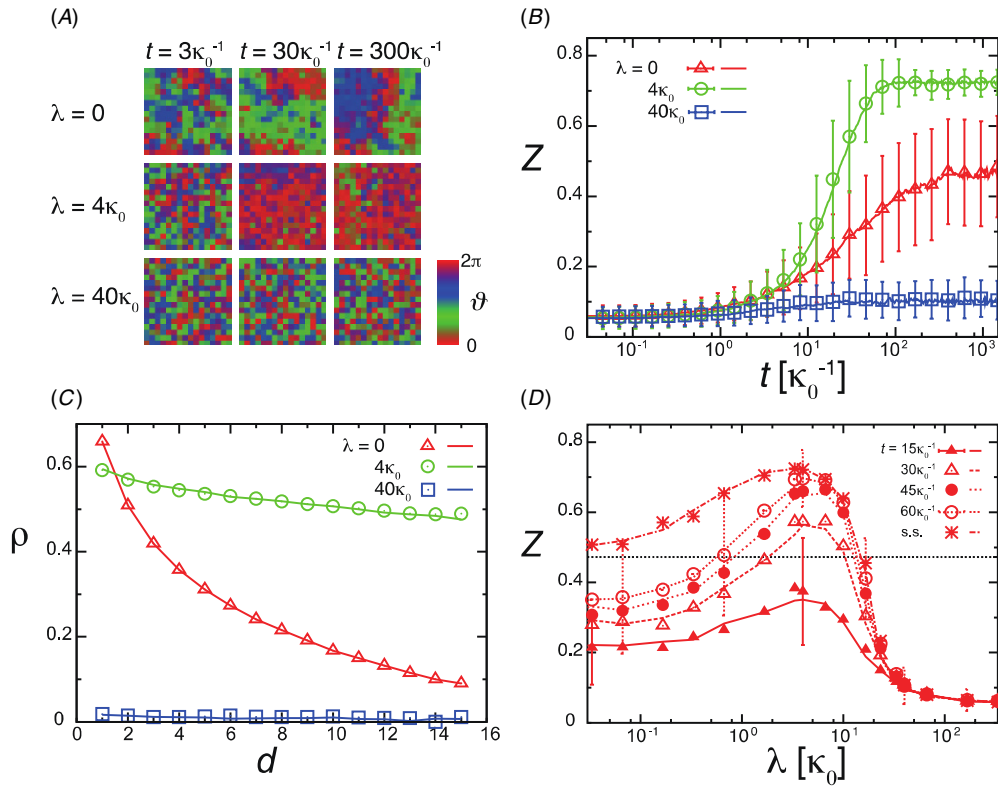 (A)
t = 3κ₀⁻¹ t = 30κ₀⁻¹ t = 300κ₀⁻¹
λ = 0
λ = 4κ₀
λ = 40κ₀
2π
ϑ
0
(B)
0.8
0.6
0.4
0.2
0
Z
λ = 0
4κ₀
40κ₀
10⁻¹ 10⁰ 10¹ 10² 10³
t [κ₀⁻¹]
(C)
0.6
0.4
0.2
0
ρ
λ = 0
4κ₀
40κ₀
0 2 4 6 8 10 12 14 16
d
(D)
0.8
0.6
0.4
0.2
0
Z
t = 15κ₀⁻¹
30κ₀⁻¹
45κ₀⁻¹
60κ₀⁻¹
s.s.
10⁻¹ 10⁰ 10¹ 10²
λ [κ₀]